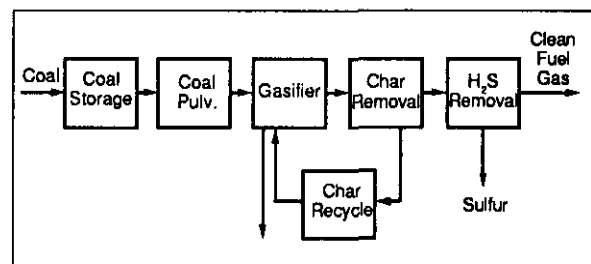 Coal
Coal
Storage
Coal
Pulv.
Gasifier
Char
Removal
H₂S
Removal
Clean
Fuel
Gas
Char
Recycle
Sulfur